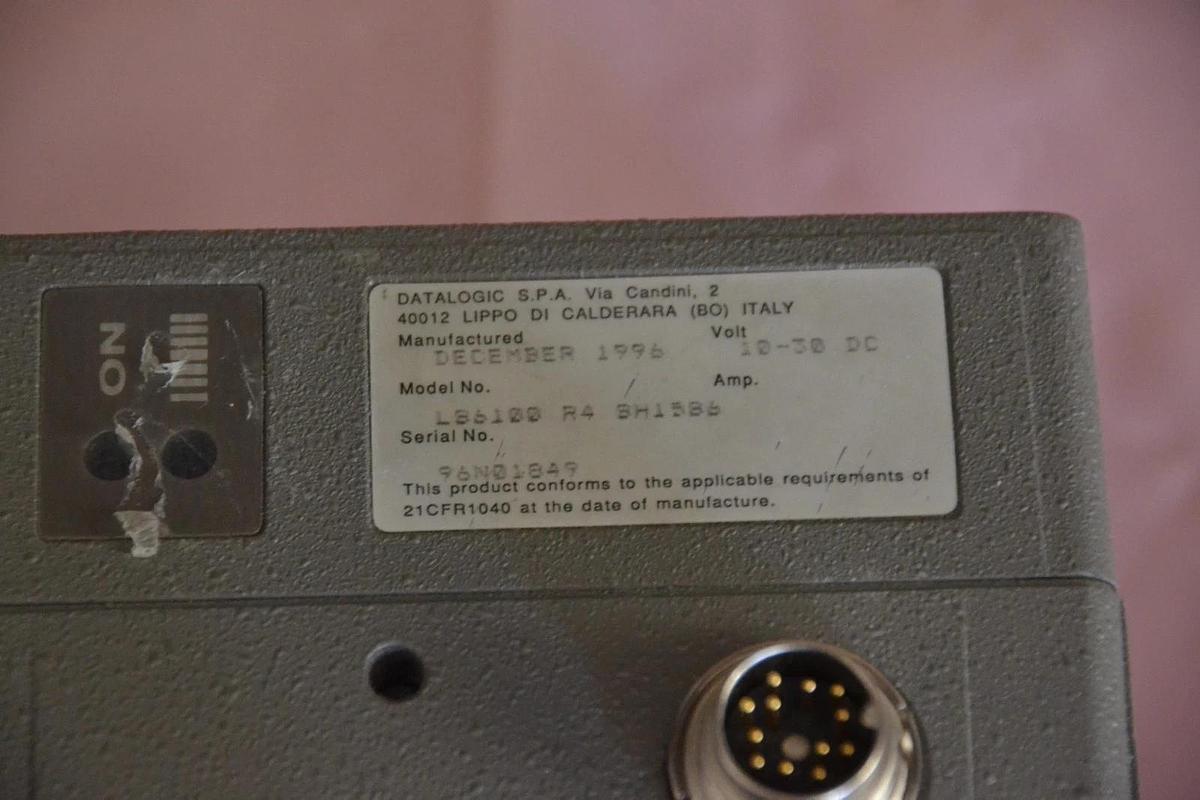 ON
DATALOGIC S.P.A. Via Candini, 2
40012 LIPPO DI CALDERARA (BO) ITALY
Manufactured Volt
DECEMBER 1996 10-30 DC
Model No. Amp.
LB6100 R4 BH15B6
Serial No.
96N01849
This product conforms to the applicable requirements of
21CFR1040 at the date of manufacture.